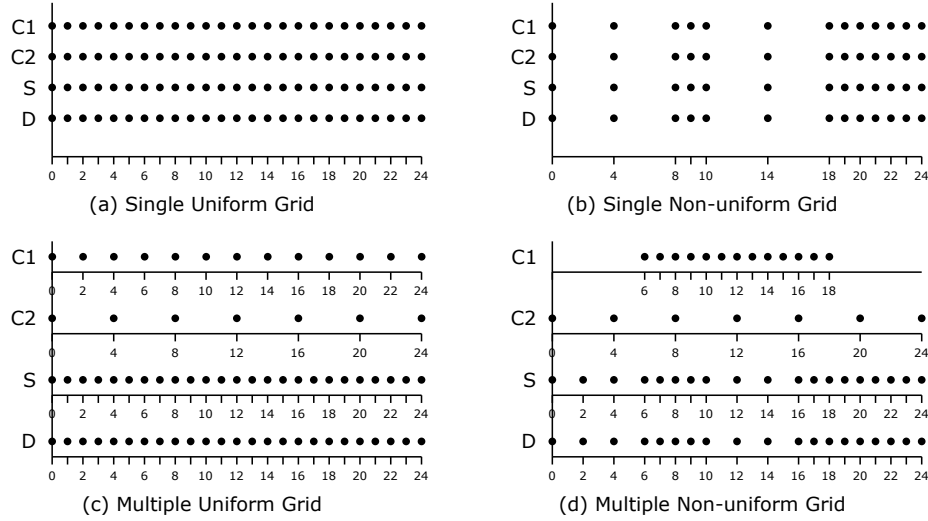 C1
C2
S
D
0 2 4 6 8 10 12 14 16 18 20 22 24
(a) Single Uniform Grid
C1
C2
S
D
0 4 8 10 14 18 20 22 24
(b) Single Non-uniform Grid
C1
0 2 4 6 8 10 12 14 16 18 20 22 24
C2
0 4 8 12 16 20 24
S
0 2 4 6 8 10 12 14 16 18 20 22 24
D
0 2 4 6 8 10 12 14 16 18 20 22 24
(c) Multiple Uniform Grid
C1
6 8 10 12 14 16 18
C2
0 4 8 12 16 20 24
S
0 2 4 6 8 10 12 14 16 18 20 22 24
D
0 2 4 6 8 10 12 14 16 18 20 22 24
(d) Multiple Non-uniform Grid